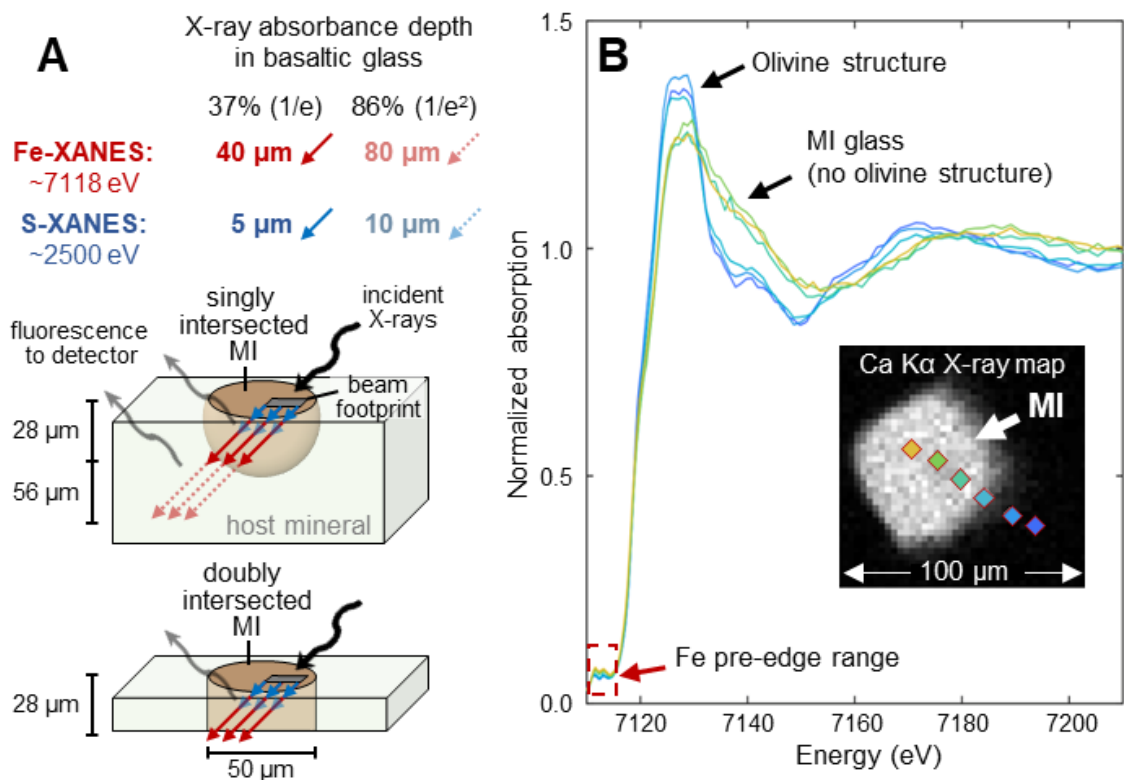 A
X-ray absorbance depth
in basaltic glass
37% (1/e)
86% (1/e²)
Fe-XANES:
~7118 eV
40 µm
80 µm
S-XANES:
~2500 eV
5 µm
10 µm
singly
intersected
MI
incident
X-rays
fluorescence
to detector
beam
footprint
28 µm
56 µm
host mineral
doubly
intersected
MI
28 µm
50 µm
B
1.5
1.0
0.5
0.0
Normalized absorption
Olivine structure
MI glass
(no olivine structure)
Ca Kα X-ray map
MI
100 µm
Fe pre-edge range
7120
7140
7160
7180
7200
Energy (eV)